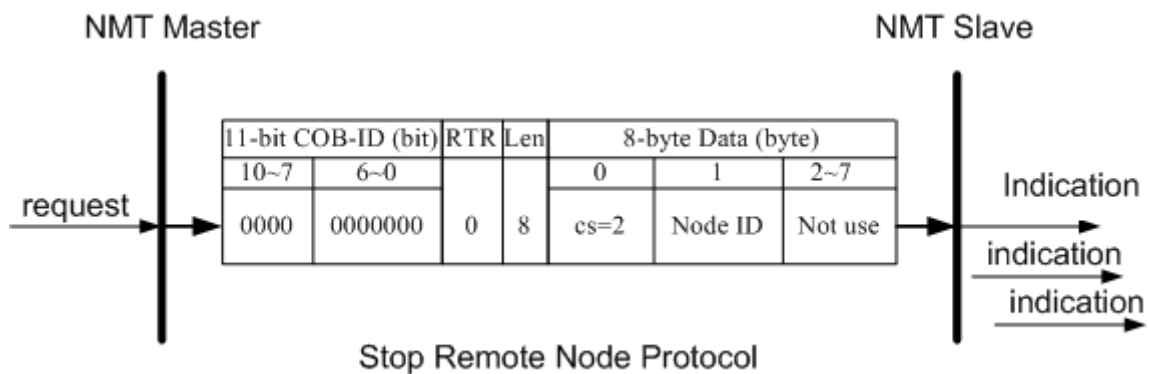 NMT Master
NMT Slave
11-bit COB-ID (bit) RTR Len 8-byte Data (byte)
10~7 6~0 0 1 2~7
request 0000 0000000 0 8 cs=2 Node ID Not use
Indication
indication
indication
Stop Remote Node Protocol